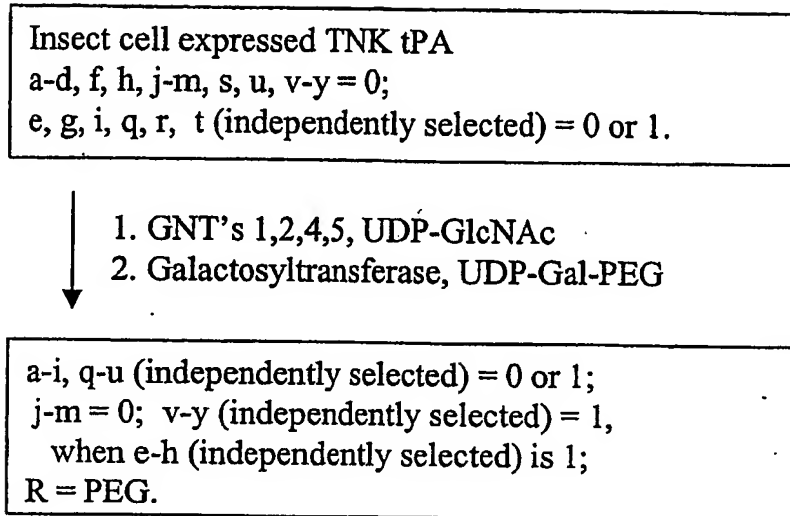 Insect cell expressed TNK tPA
a-d, f, h, j-m, s, u, v-y = 0;
e, g, i, q, r, t (independently selected) = 0 or 1.
1. GNT's 1,2,4,5, UDP-GlcNAc
2. Galactosyltransferase, UDP-Gal-PEG
a-i, q-u (independently selected) = 0 or 1;
j-m = 0; v-y (independently selected) = 1,
when e-h (independently selected) is 1;
R = PEG.